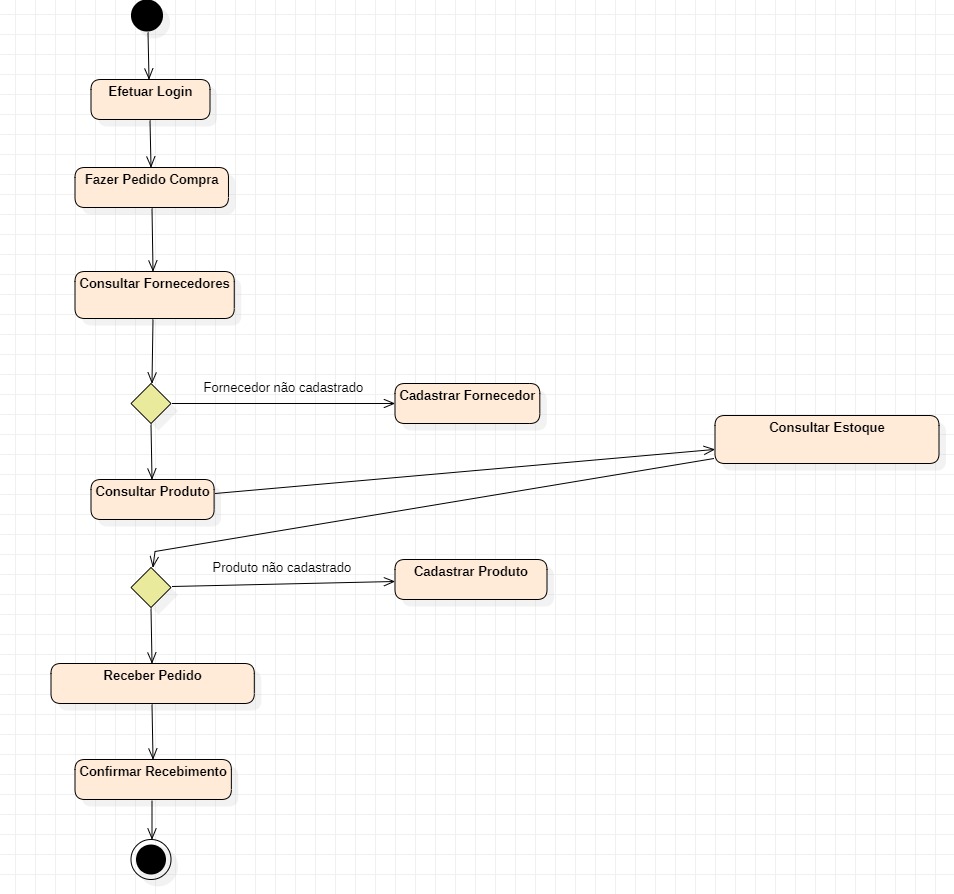 Efetuar Login
Fazer Pedido Compra
Consultar Fornecedores
Fornecedor não cadastrado
Cadastrar Fornecedor
Consultar Estoque
Consultar Produto
Produto não cadastrado
Cadastrar Produto
Receber Pedido
Confirmar Recebimento